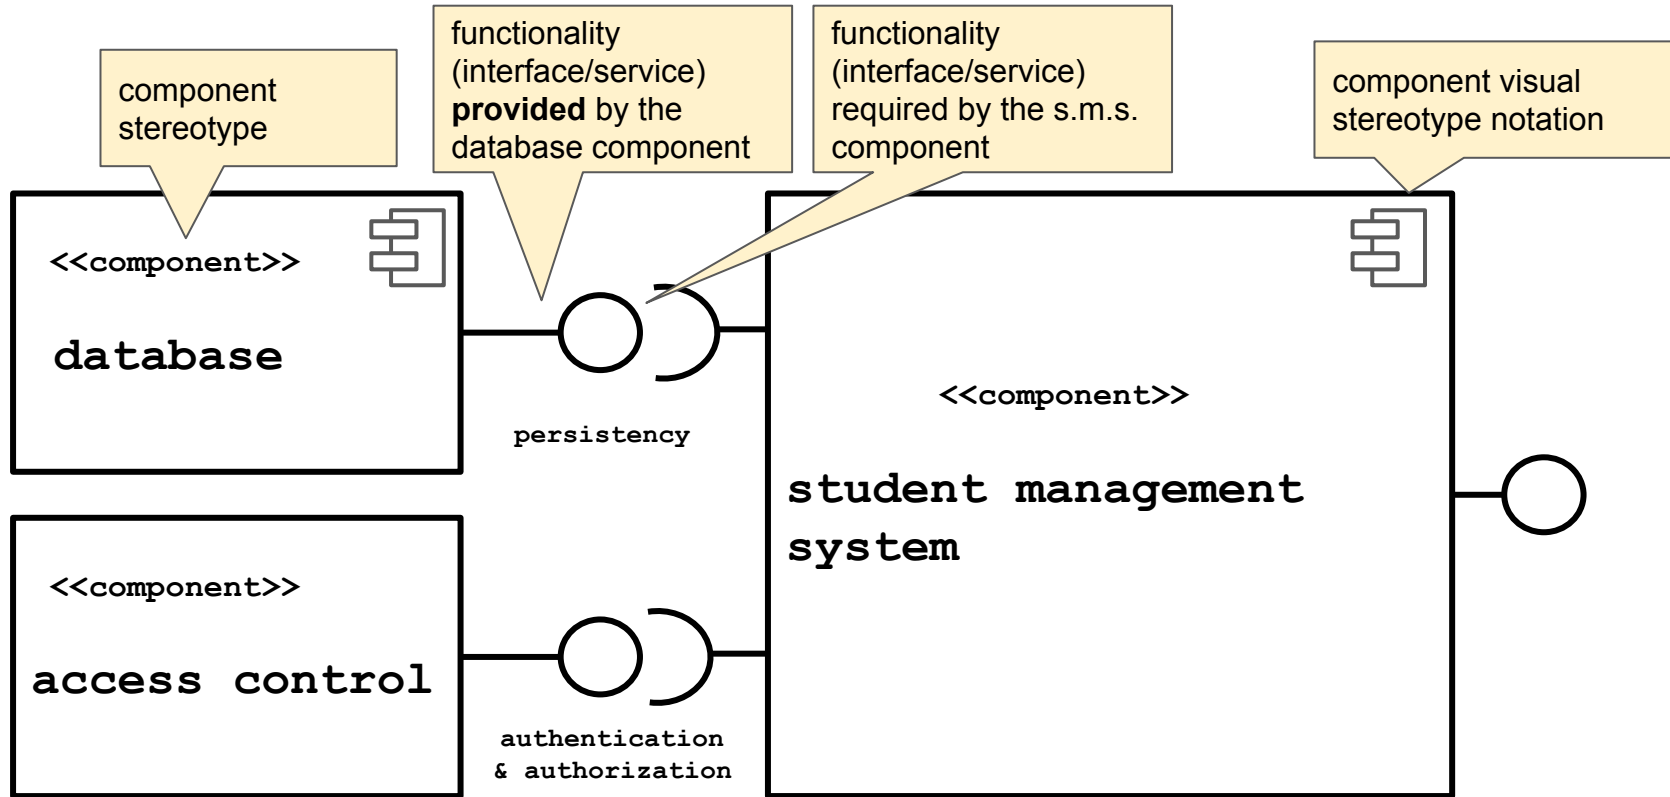 component
stereotype
functionality
(interface/service)
provided by the
database component
functionality
(interface/service)
required by the s.m.s.
component
component visual
stereotype notation
<<component>>
database
persistency
<<component>>
student management
system
<<component>>
access control
authentication
& authorization